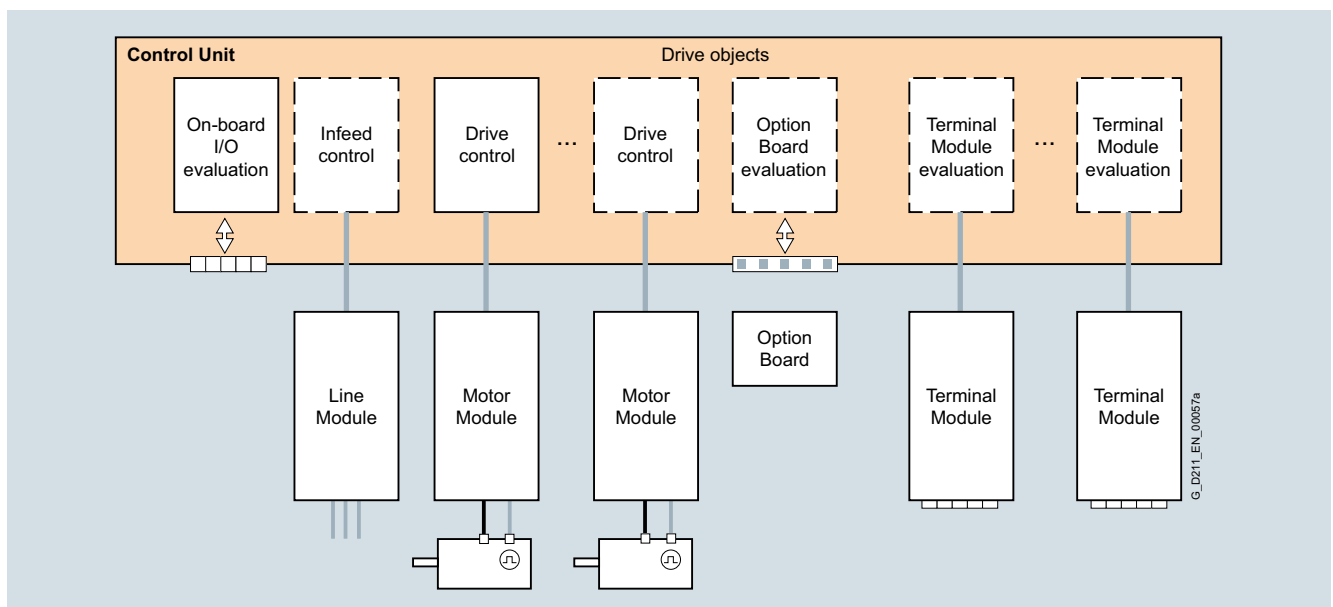 Control Unit
Drive objects
On-board
I/O
evaluation
Infeed
control
Drive
control
...
Drive
control
Option
Board
evaluation
Terminal
Module
evaluation
...
Terminal
Module
evaluation
Line
Module
Motor
Module
Motor
Module
Option
Board
Terminal
Module
Terminal
Module
G_D211_EN_00057a